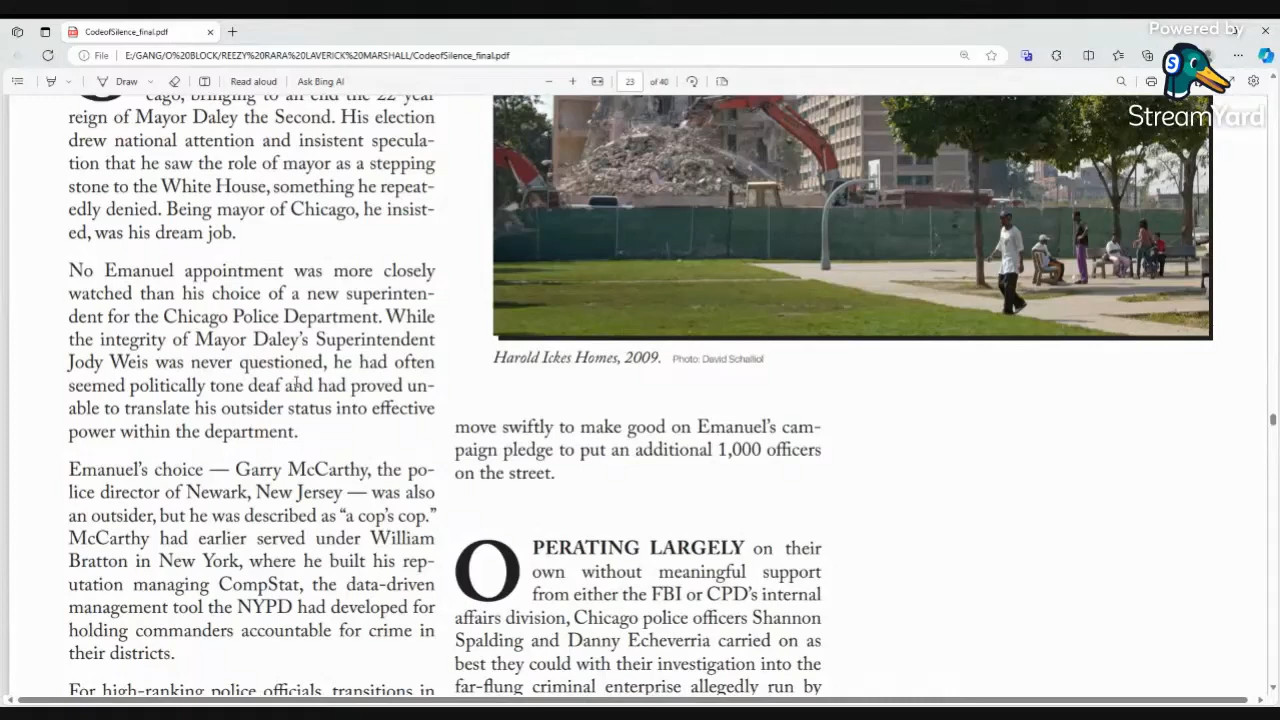 Powered by
StreamYard
CodeofSilence_final.pdf
File
E:/GANG/O%20BLOCK/REEZY%20RARA%20LAVERICK%20MARSHALL/CodeofSilence_final.pdf
Draw
Read aloud
Ask Bing AI
23
of 40
cago, bringing to an end the 22 year
reign of Mayor Daley the Second. His election
drew national attention and insistent specula-
tion that he saw the role of mayor as a stepping
stone to the White House, something he repeat-
edly denied. Being mayor of Chicago, he insist-
ed, was his dream job.
No Emanuel appointment was more closely
watched than his choice of a new superinten-
dent for the Chicago Police Department. While
the integrity of Mayor Daley's Superintendent
Jody Weis was never questioned, he had often
seemed politically tone deaf and had proved un-
able to translate his outsider status into effective
power within the department.
Emanuel's choice — Garry McCarthy, the po-
lice director of Newark, New Jersey — was also
an outsider, but he was described as “a cop's cop.”
McCarthy had earlier served under William
Bratton in New York, where he built his rep-
utation managing CompStat, the data-driven
management tool the NYPD had developed for
holding commanders accountable for crime in
their districts.
For high-ranking police officials, transitions in
Harold Ickes Homes, 2009. Photo: David Schalliol
move swiftly to make good on Emanuel's cam-
paign pledge to put an additional 1,000 officers
on the street.
OPERATING LARGELY on their
own without meaningful support
from either the FBI or CPD's internal
affairs division, Chicago police officers Shannon
Spalding and Danny Echeverria carried on as
best they could with their investigation into the
far-flung criminal enterprise allegedly run by